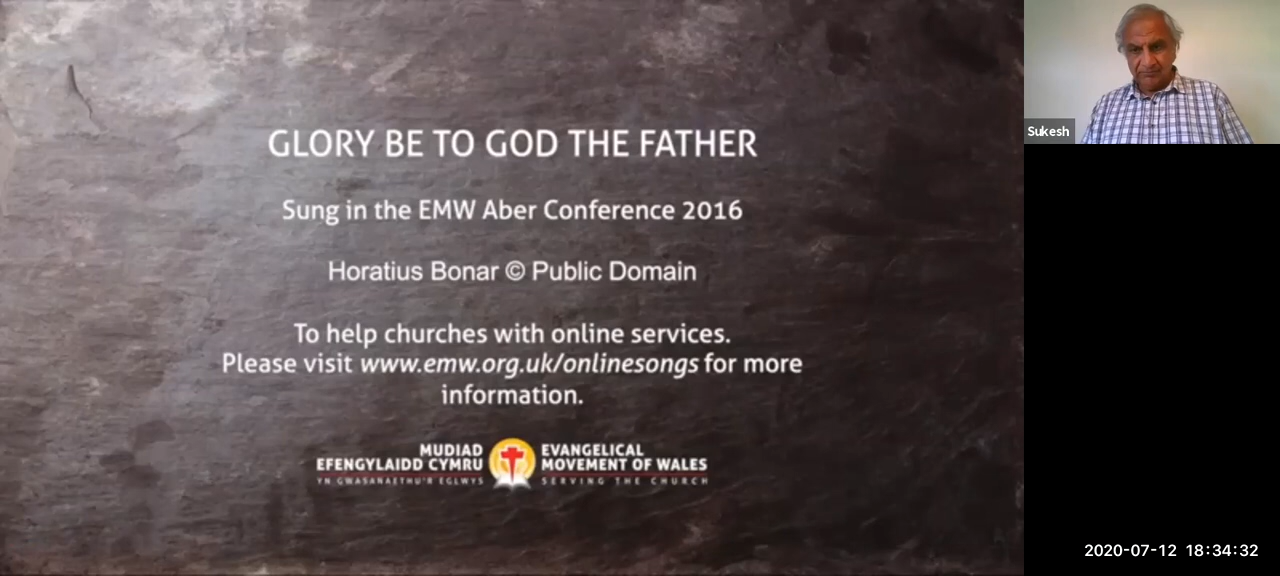 GLORY BE TO GOD THE FATHER
Sung in the EMW Aber Conference 2016
Horatius Bonar © Public Domain
To help churches with online services.
Please visit www.emw.org.uk/onlinesongs for more
information.
MUDIAD
EFENGYLAIDD CYMRU
YN GWASANAETHU'R EGLWYS
EVANGELICAL
MOVEMENT OF WALES
SERVING THE CHURCH
Sukesh
2020-07-12 18:34:32